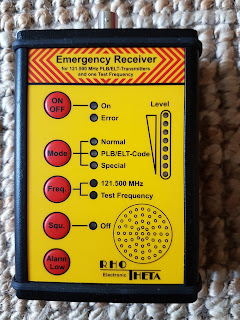 Emergency Receiver
for 121.500 MHz PLB/ELT-Transmitters
and one Test Frequency
ON
OFF
On
Error
Level
Mode
Normal
PLB/ELT-Code
Special
Freq.
121.500 MHz
Test Frequency
Squ.
Off
Alarm
Low
RHO
Electronic THETA